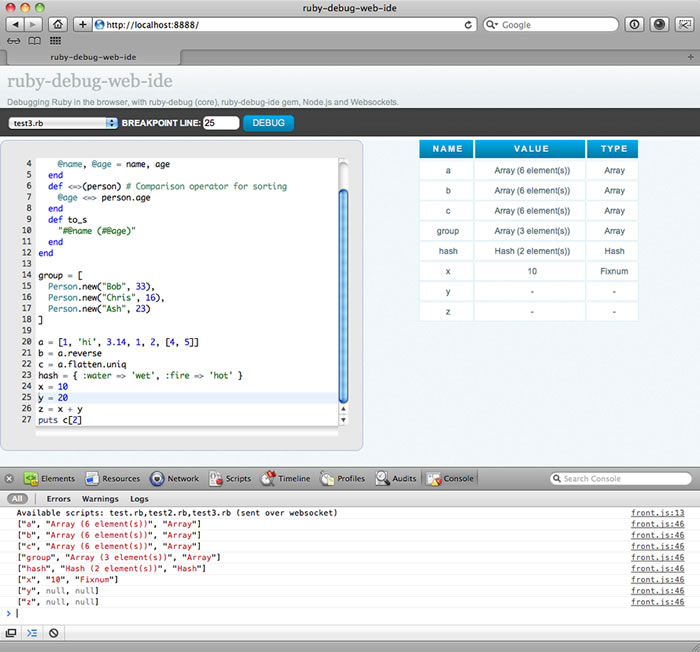 ruby-debug-web-ide
http://localhost:8888/
Google
ruby-debug-web-ide
ruby-debug-web-ide
Debugging Ruby in the browser, with ruby-debug (core), ruby-debug-ide gem, Node.js and Websockets.
test3.rb BREAKPOINT LINE: 25 DEBUG
4 @name, @age = name, age
5 end
6 def <=>(person) # Comparison operator for sorting
7 @age <=> person.age
8 end
9 def to_s
10 "#@name (#@age)"
11 end
12 end
13
14 group = [
15 Person.new("Bob", 33),
16 Person.new("Chris", 16),
17 Person.new("Ash", 23)
18 ]
19
20 a = [1, 'hi', 3.14, 1, 2, [4, 5]]
21 b = a.reverse
22 c = a.flatten.uniq
23 hash = { :water => 'wet', :fire => 'hot' }
24 x = 10
25 y = 20
26 z = x + y
27 puts c[2]
NAME VALUE TYPE
a Array (6 element(s)) Array
b Array (6 element(s)) Array
c Array (6 element(s)) Array
group Array (3 element(s)) Array
hash Hash (2 element(s)) Hash
x 10 Fixnum
y - -
z - -
Elements Resources Network Scripts Timeline Profiles Audits Console Search Console
All Errors Warnings Logs
Available scripts: test.rb,test2.rb,test3.rb (sent over websocket) front.js:13
["a", "Array (6 element(s))", "Array"] front.js:46
["b", "Array (6 element(s))", "Array"] front.js:46
["c", "Array (6 element(s))", "Array"] front.js:46
["group", "Array (3 element(s))", "Array"] front.js:46
["hash", "Hash (2 element(s))", "Hash"] front.js:46
["x", "10", "Fixnum"] front.js:46
["y", null, null] front.js:46
["z", null, null] front.js:46
>